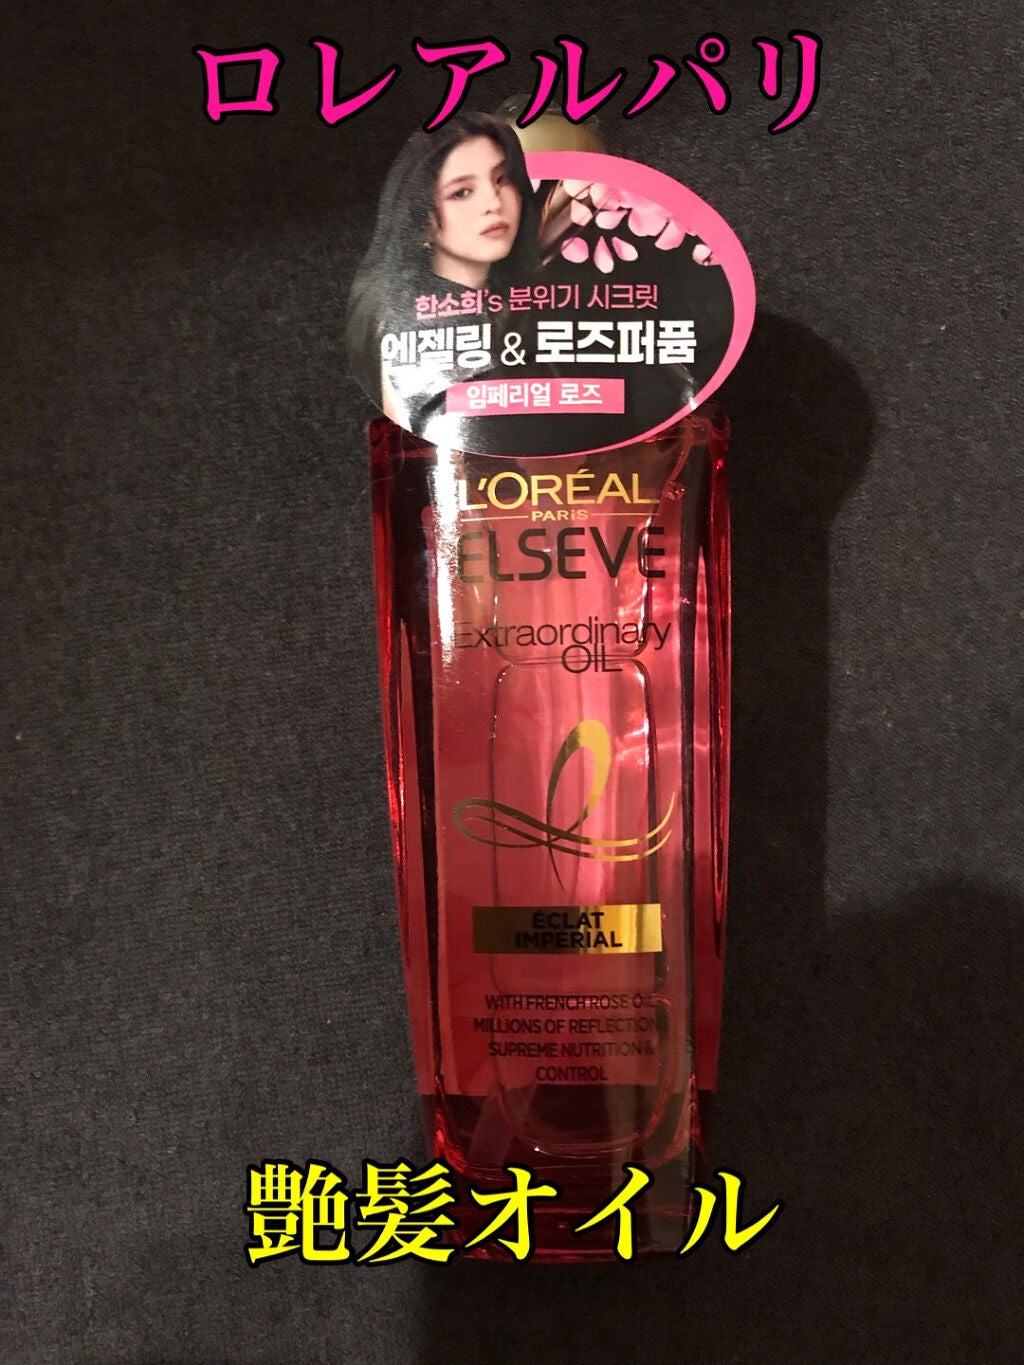 ロレアルパリ
한소희's 분위기 시크릿
엔젤링 & 로즈퍼퓸
임페리얼 로즈
L'ORÉAL
PARIS
ELSEVE
Extraordinary
OIL
ÉCLAT
IMPÉRIAL
WITH FRENCH ROSE OIL
MILLIONS OF REFLECTIONS
SUPREME NUTRITION &
CONTROL
艶髪オイル